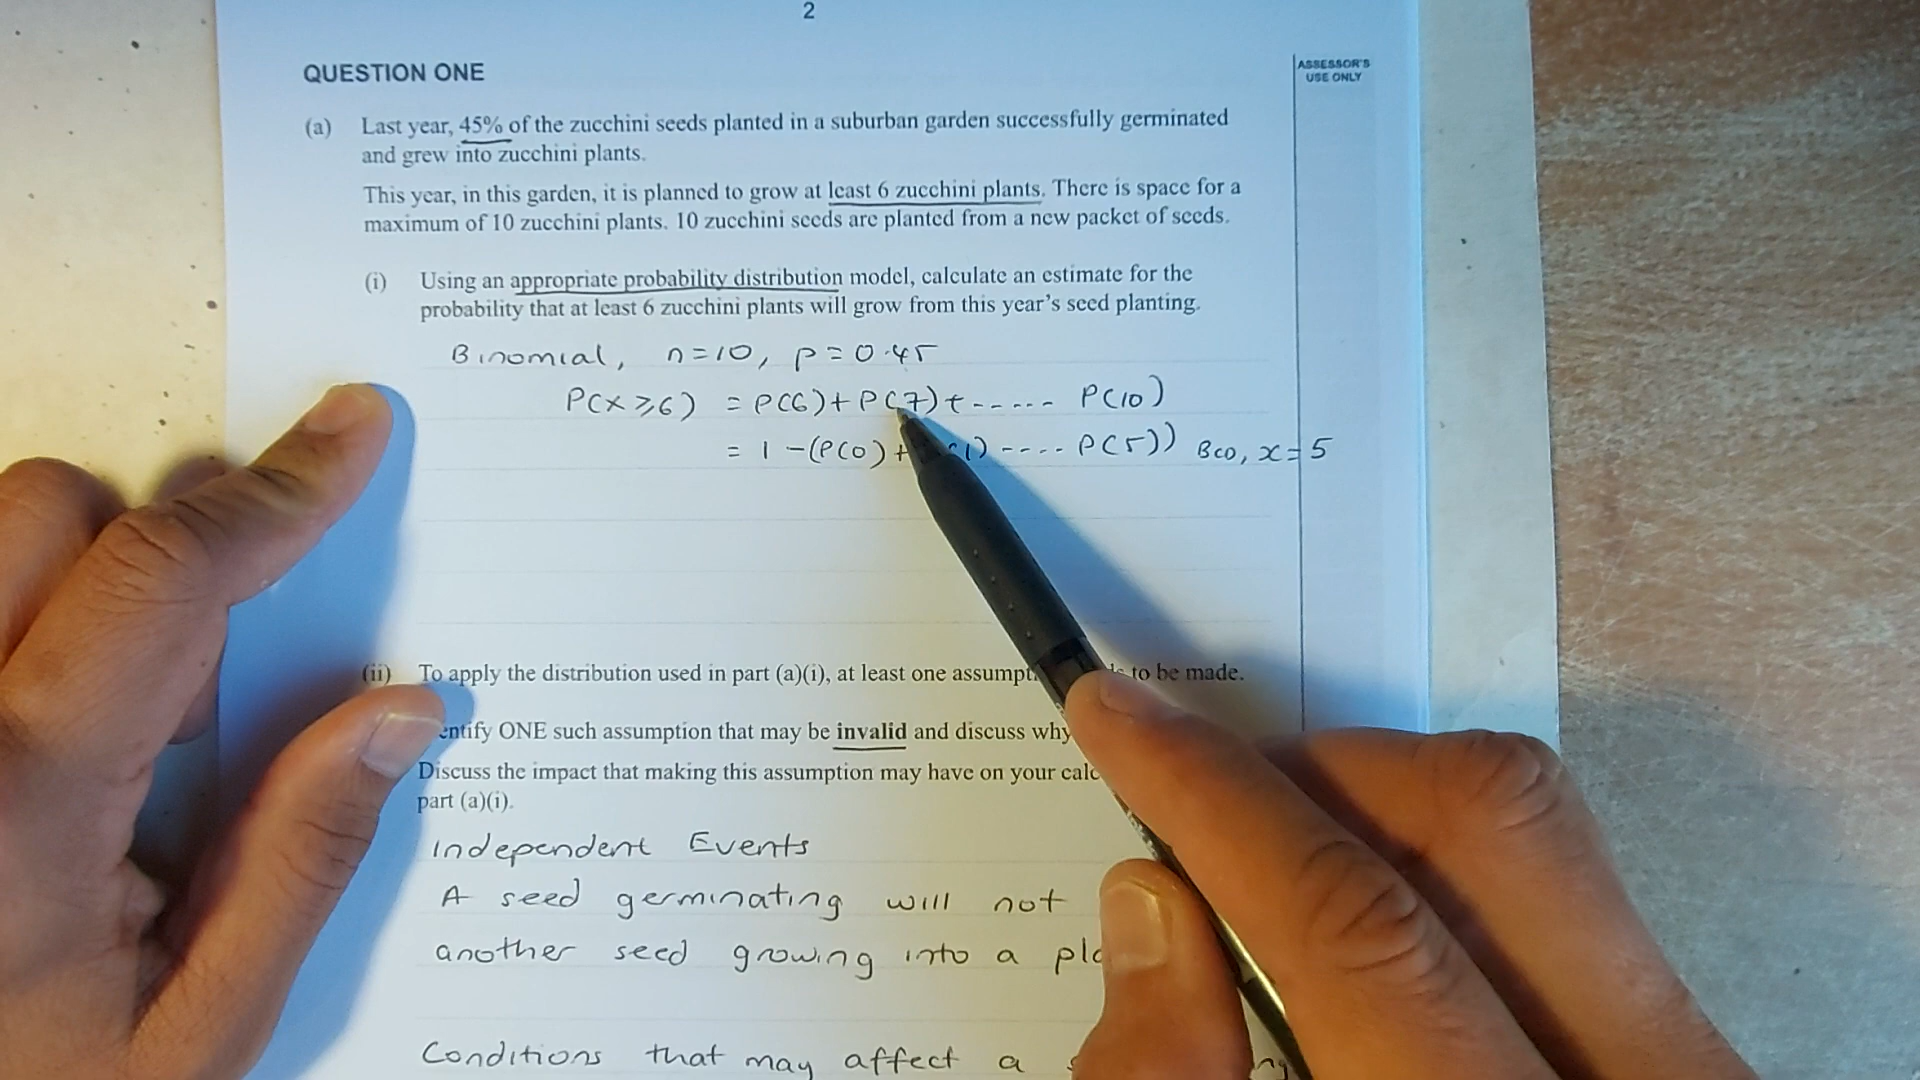 2
QUESTION ONE
ASSESSOR'S
USE ONLY
(a) Last year, 45% of the zucchini seeds planted in a suburban garden successfully germinated
and grew into zucchini plants.
This year, in this garden, it is planned to grow at least 6 zucchini plants. There is space for a
maximum of 10 zucchini plants. 10 zucchini seeds are planted from a new packet of seeds.
(i) Using an appropriate probability distribution model, calculate an estimate for the
probability that at least 6 zucchini plants will grow from this year's seed planting.
Binomial, n=10, p=0.45
P(X≥6) = P(6)+P(7)+----- P(10)
= 1-(P(0)+ (1)----P(5)) BCD, x=5
(ii) To apply the distribution used in part (a)(i), at least one to be made.
ONE such assumption that may be invalid and discuss why
Discuss the impact that making this assumption may have on your
part (a)(i).
Independent Events
A seed germinating will not
another seed growing into a
Conditions that may affect a